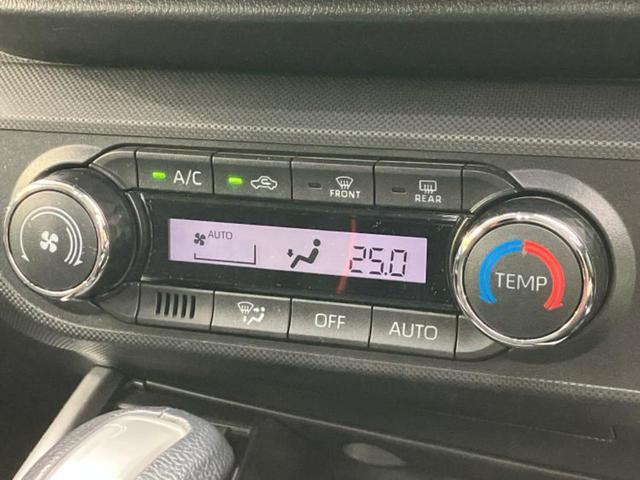 A/C
FRONT
REAR
AUTO
25.0
TEMP
OFF
AUTO